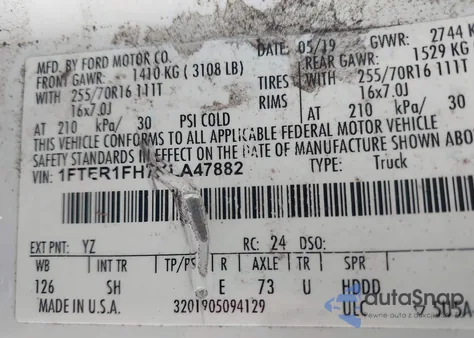 MFD. BY FORD MOTOR CO.
DATE: 05/19 GVWR: 2744 K
FRONT GAWR: 1410 KG (3108 LB) REAR GAWR: 1529 KG
WITH 255/70R16 111T TIRES WITH 255/70R16 111T
16x7.0J RIMS 16x7.0J
AT 210 kPa/ 30 PSI COLD AT 210 kPa/ 30
THIS VEHICLE CONFORMS TO ALL APPLICABLE FEDERAL MOTOR VEHICLE
SAFETY STANDARDS IN EFFECT ON THE DATE OF MANUFACTURE SHOWN ABO
VIN: TYPE: Truck
EXT PNT: YZ RC: 24 DSO:
WB INT TR TP/PS R AXLE TR SPR
126 SH E 73 U HDDD
MADE IN U.S.A. 3201905094129 ULC
autoSnap